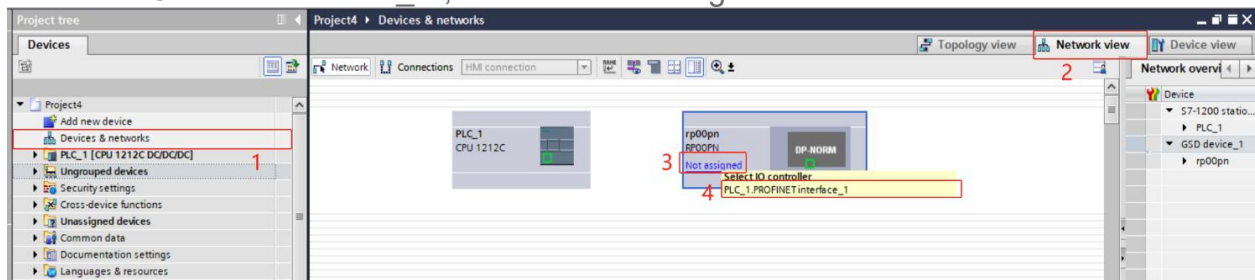 Project tree
Project4 ▸ Devices & networks
Devices
Topology view
Network view
Device view
2
Network
Connections
HMI connection
Network overvi
Project4
Add new device
Devices & networks
1
PLC_1 [CPU 1212C DC/DC/DC]
Ungrouped devices
Security settings
Cross-device functions
Unassigned devices
Common data
Documentation settings
Languages & resources
PLC_1
CPU 1212C
rp00pn
RP00PN
DP-NORM
3
Not assigned
Select IO controller
4
PLC_1.PROFINET interface_1
Device
S7-1200 statio...
PLC_1
GSD device_1
rp00pn